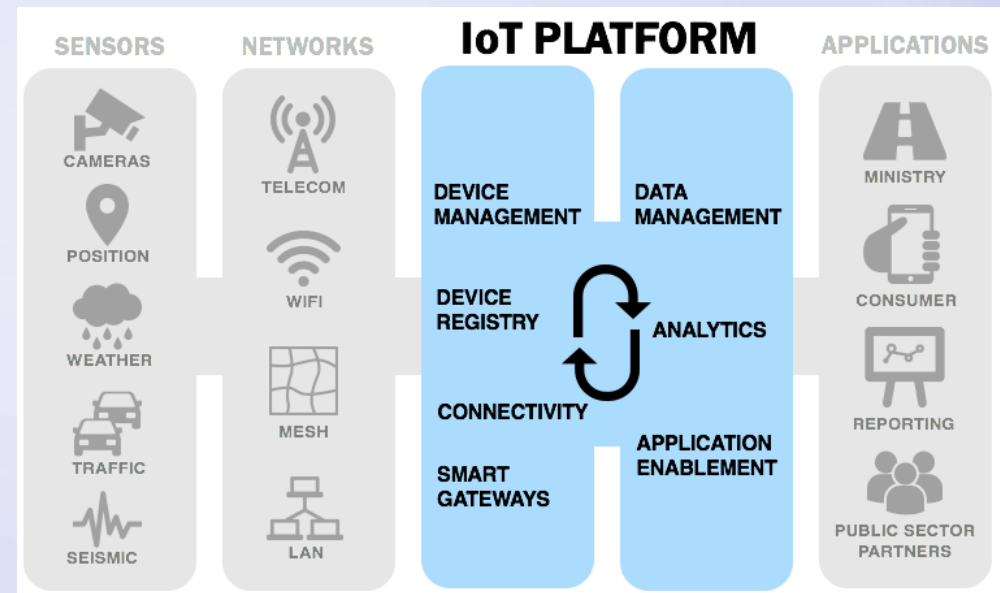 SENSORS
CAMERAS
POSITION
WEATHER
TRAFFIC
SEISMIC
NETWORKS
TELECOM
WIFI
MESH
LAN
IoT PLATFORM
DEVICE
MANAGEMENT
DEVICE
REGISTRY
CONNECTIVITY
SMART
GATEWAYS
DATA
MANAGEMENT
ANALYTICS
APPLICATION
ENABLEMENT
APPLICATIONS
MINISTRY
CONSUMER
REPORTING
PUBLIC SECTOR
PARTNERS